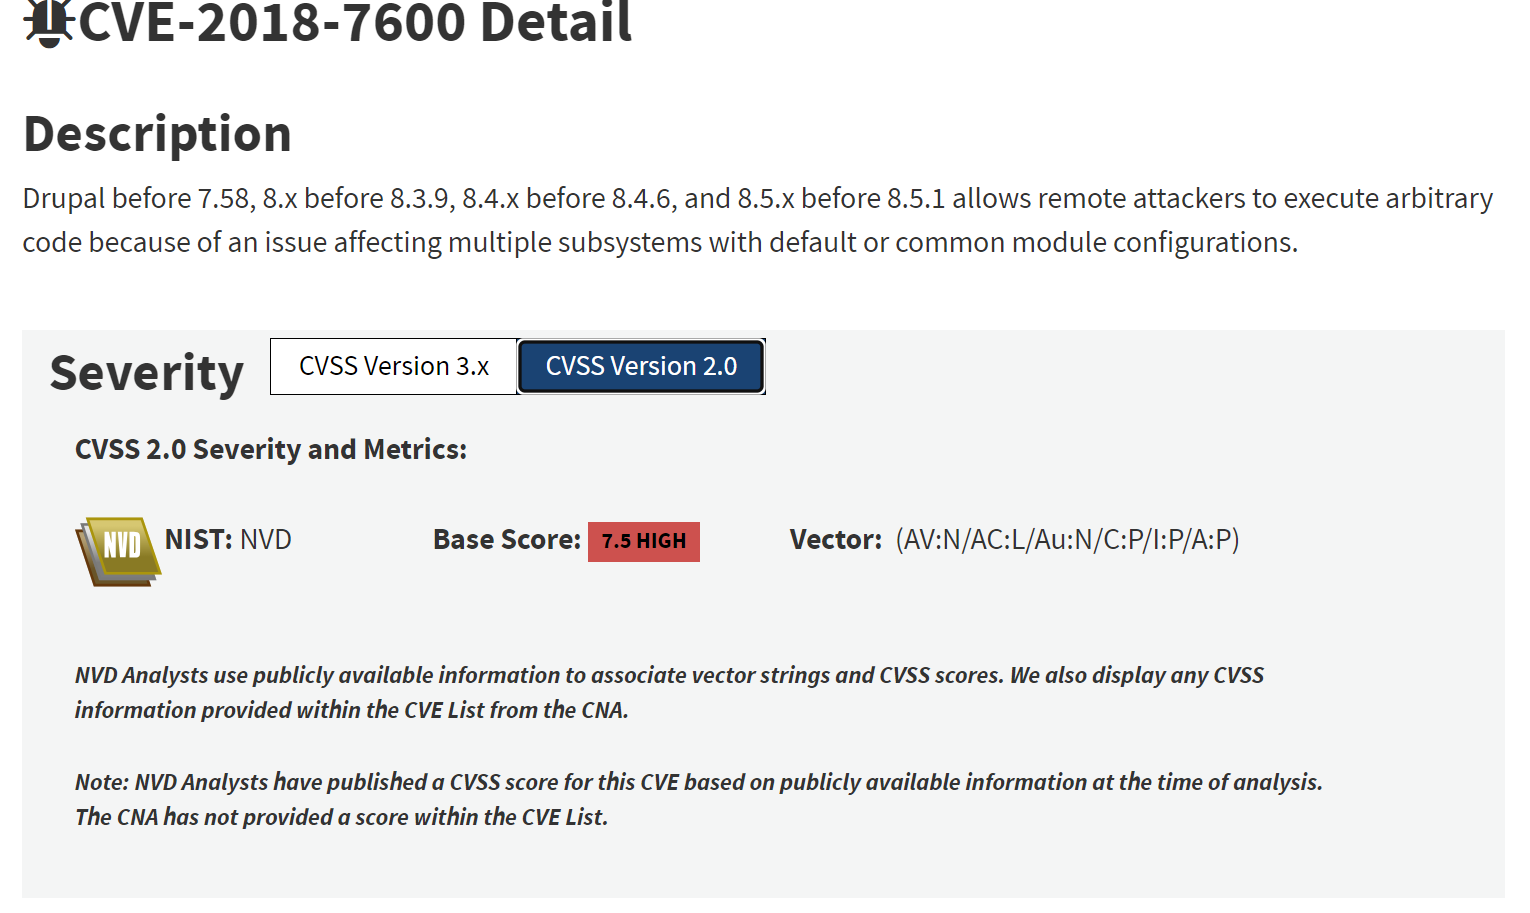 CVE-2018-7600 Detail
Description
Drupal before 7.58, 8.x before 8.3.9, 8.4.x before 8.4.6, and 8.5.x before 8.5.1 allows remote attackers to execute arbitrary
code because of an issue affecting multiple subsystems with default or common module configurations.
Severity CVSS Version 3.x CVSS Version 2.0
CVSS 2.0 Severity and Metrics:
NVD NIST: NVD Base Score: 7.5 HIGH Vector: (AV:N/AC:L/Au:N/C:P/I:P/A:P)
NVD Analysts use publicly available information to associate vector strings and CVSS scores. We also display any CVSS
information provided within the CVE List from the CNA.
Note: NVD Analysts have published a CVSS score for this CVE based on publicly available information at the time of analysis.
The CNA has not provided a score within the CVE List.